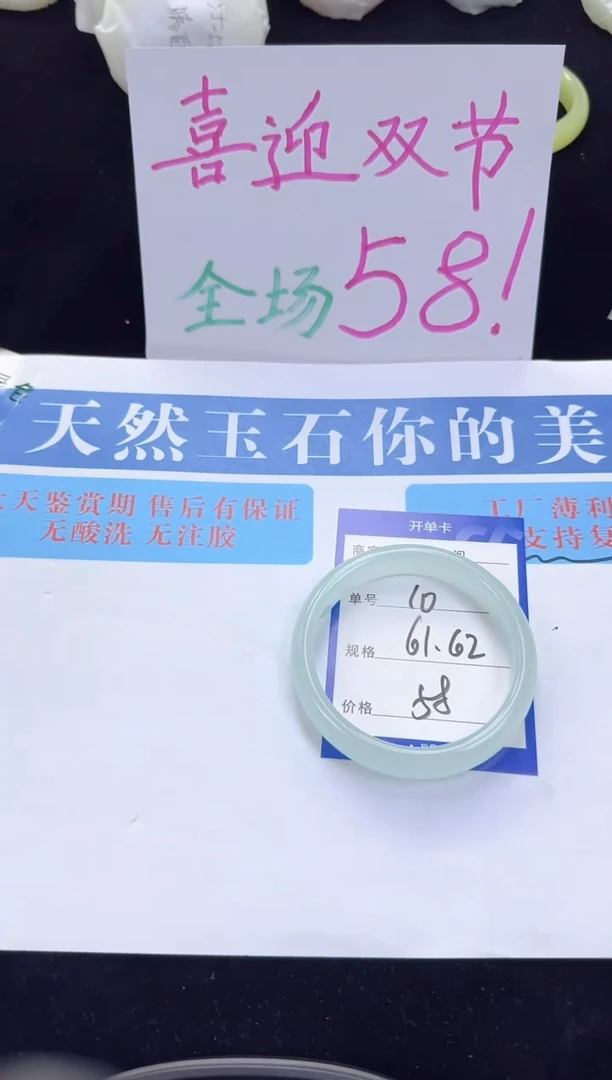 喜迎双节
全场58!
天然玉石你的美
七天鉴赏期 售后有保证
无酸洗 无注胶
工厂薄利
支持复
开单卡
单号 10
规格 61.62
价格 58